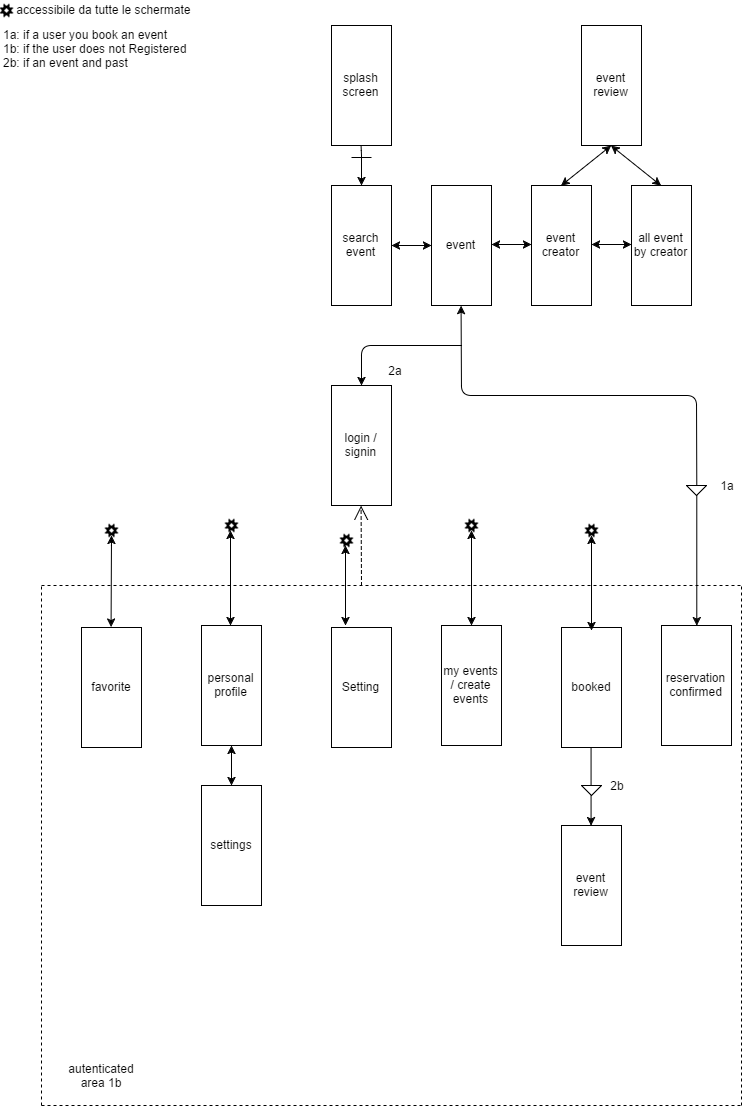 accessibile da tutte le schermate
1a: if a user you book an event
1b: if the user does not Registered
2b: if an event and past
splash
screen
event
review
search
event
event
event
creator
all event
by creator
2a
login /
signin
1a
favorite
personal
profile
Setting
my events
/ create
events
booked
reservation
confirmed
2b
settings
event
review
autenticated
area 1b